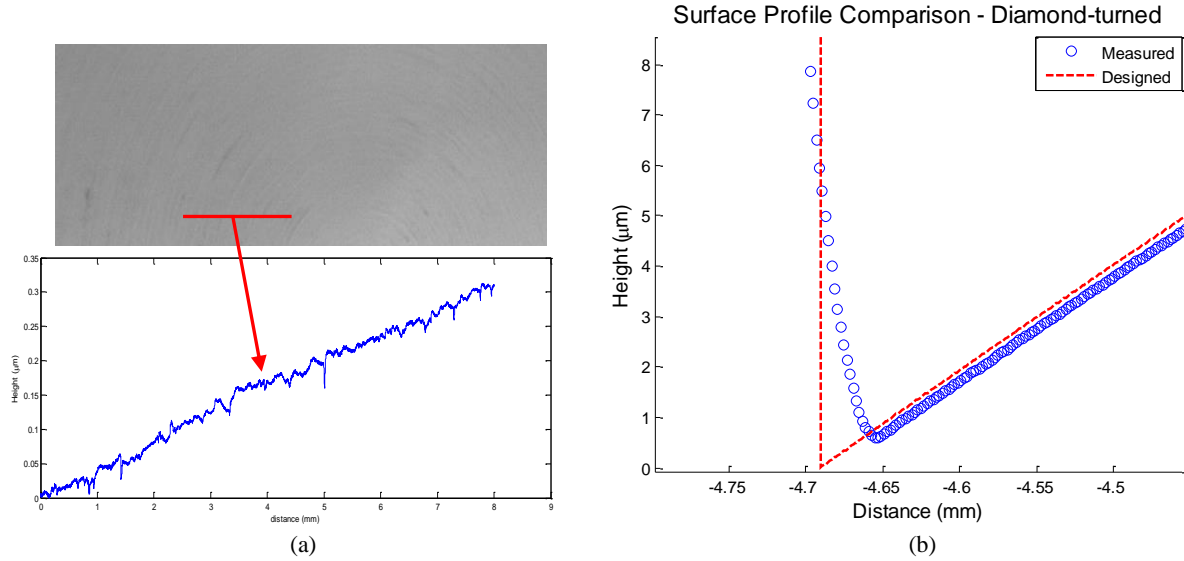 0.35
0.3
0.25
0.2
0.15
0.1
0.05
0
Height (μm)
0 1 2 3 4 5 6 7 8 9
distance (mm)
(a)
Surface Profile Comparison - Diamond-turned
Measured
Designed
8
7
6
5
4
3
2
1
0
Height (μm)
-4.75 -4.7 -4.65 -4.6 -4.55 -4.5
Distance (mm)
(b)